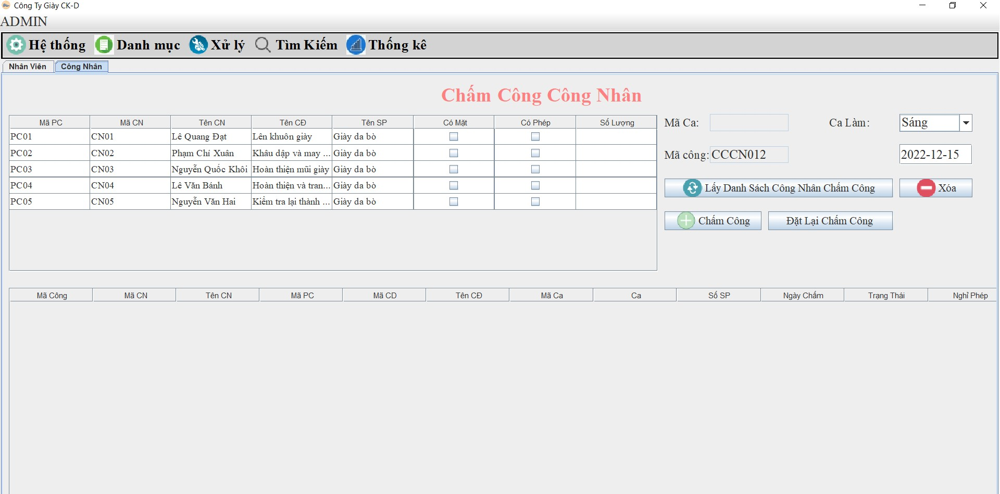 Công Ty Giày CK-D
ADMIN
Hệ thống Danh mục Xử lý Tìm Kiếm Thống kê
Nhân Viên Công Nhân
Chấm Công Công Nhân
Mã PC Mã CN Tên CN Tên CĐ Tên SP Có Mặt Có Phép Số Lượng
PC01 CN01 Lê Quang Đạt Lên khuôn giày Giày da bò
PC02 CN02 Phạm Chí Xuân Khâu dập và may ... Giày da bò
PC03 CN03 Nguyễn Quốc Khôi Hoàn thiện mũi giày Giày da bò
PC04 CN04 Lê Văn Bánh Hoàn thiện và tran... Giày da bò
PC05 CN05 Nguyễn Văn Hai Kiểm tra lại thành ... Giày da bò
Mã Ca: Ca Làm: Sáng
Mã công: CCCN012 2022-12-15
Lấy Danh Sách Công Nhân Chấm Công Xóa
Chấm Công Đặt Lại Chấm Công
Mã Công Mã CN Tên CN Mã PC Mã CD Tên CĐ Mã Ca Ca Số SP Ngày Chấm Trạng Thái Nghỉ Phép